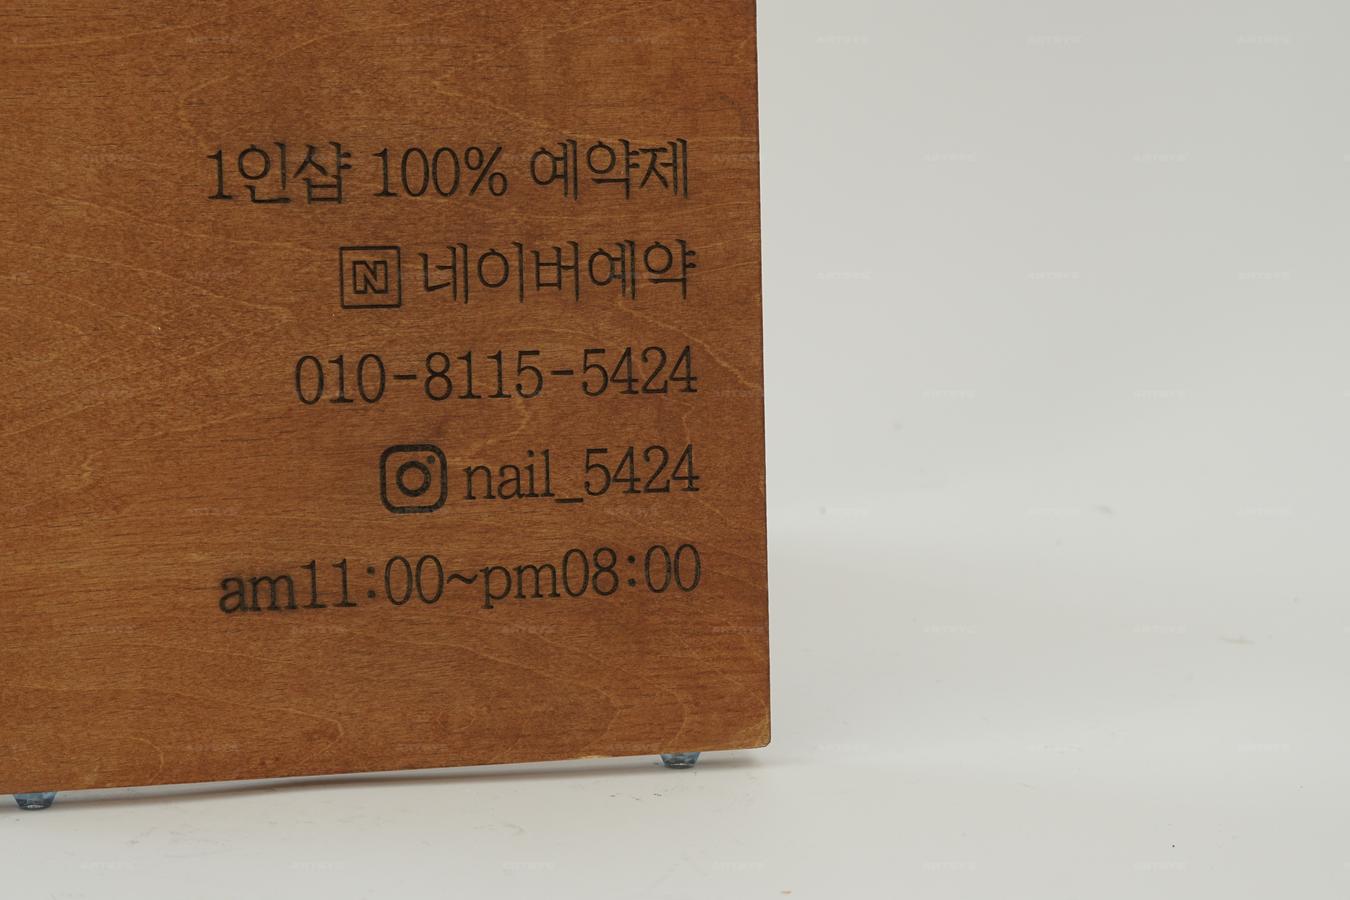 1인샵 100% 예약제
N 네이버예약
010-8115-5424
nail_5424
am11:00~pm08:00